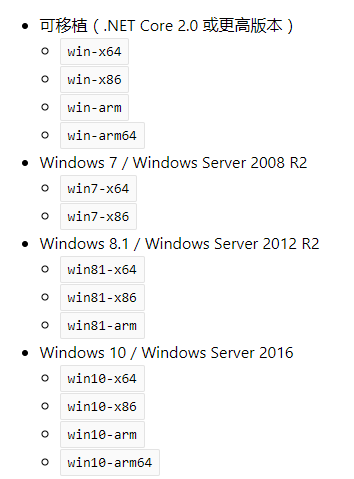 可移植（.NET Core 2.0 或更高版本）
win-x64
win-x86
win-arm
win-arm64
Windows 7 / Windows Server 2008 R2
win7-x64
win7-x86
Windows 8.1 / Windows Server 2012 R2
win81-x64
win81-x86
win81-arm
Windows 10 / Windows Server 2016
win10-x64
win10-x86
win10-arm
win10-arm64